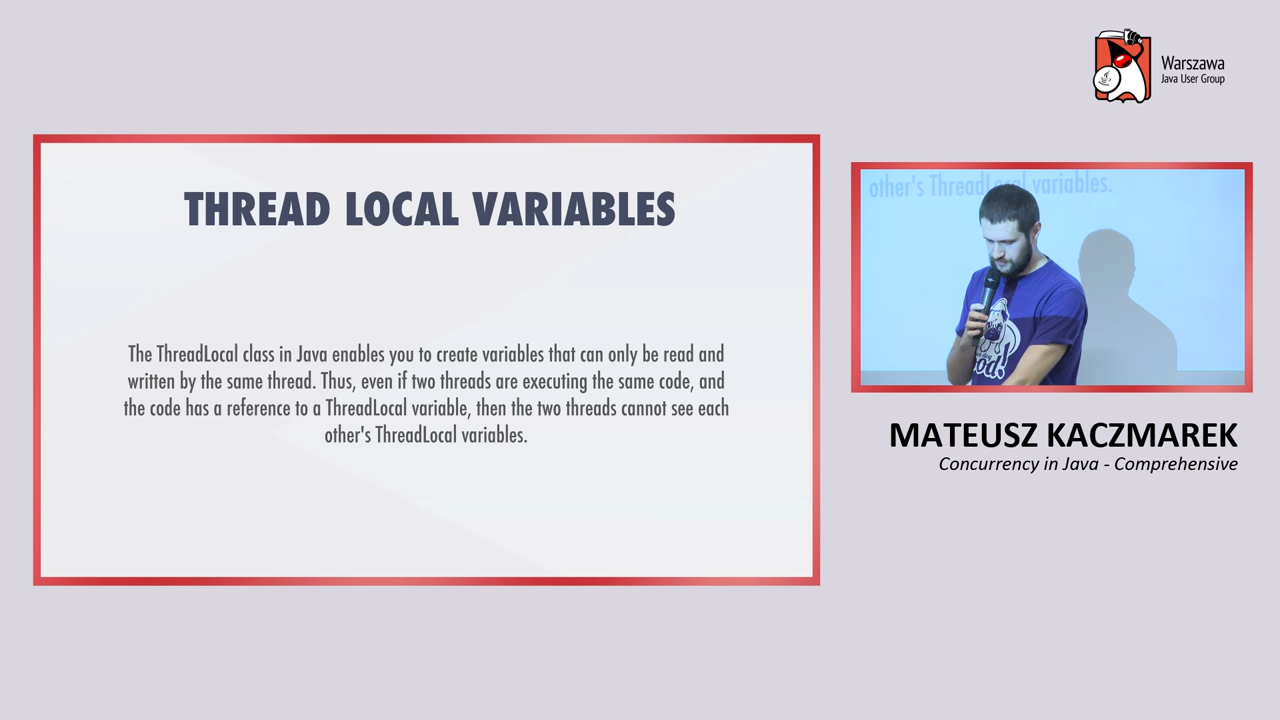 Warszawa
Java User Group
THREAD LOCAL VARIABLES
The ThreadLocal class in Java enables you to create variables that can only be read and
written by the same thread. Thus, even if two threads are executing the same code, and
the code has a reference to a ThreadLocal variable, then the two threads cannot see each
other's ThreadLocal variables.
other's ThreadLocal variables.
MATEUSZ KACZMAREK
Concurrency in Java - Comprehensive